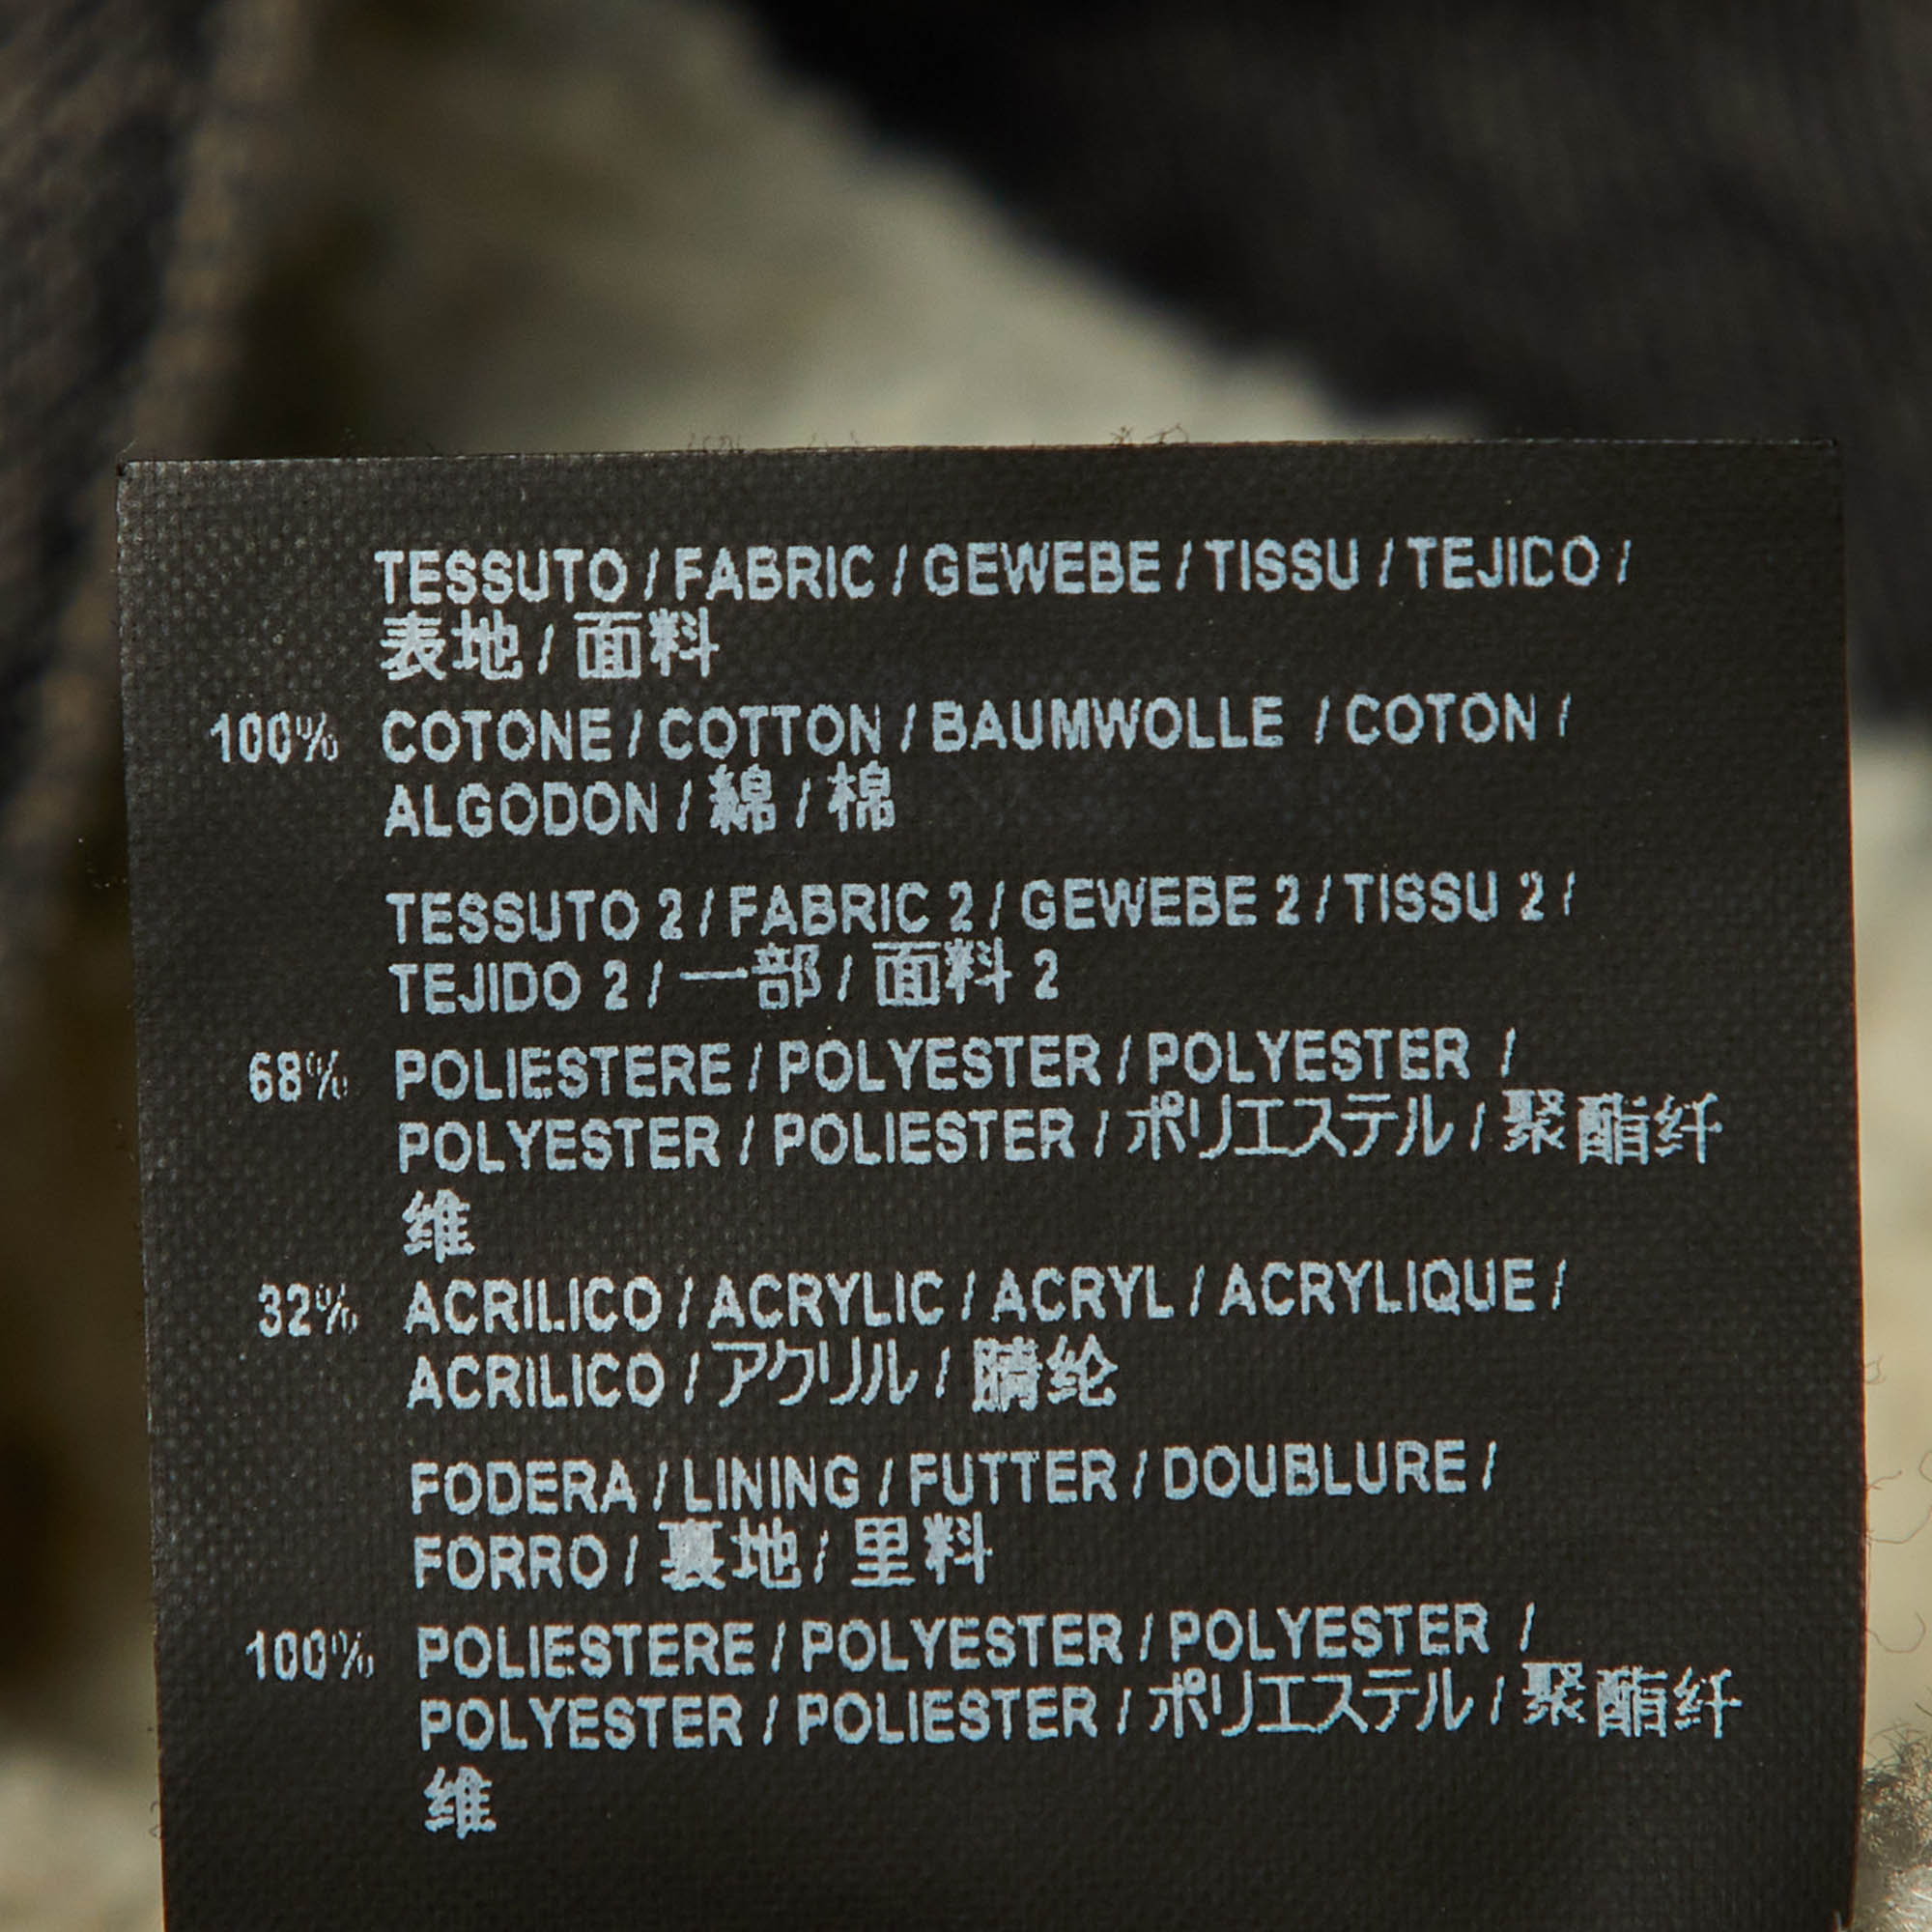 TESSUTO / FABRIC / GEWEBE / TISSU / TEJIDO /
表地 / 面料
100% COTONE / COTTON / BAUMWOLLE / COTON /
ALGODON / 綿 / 棉
TESSUTO 2 / FABRIC 2 / GEWEBE 2 / TISSU 2 /
TEJIDO 2 / 一部 / 面料 2
68% POLIESTERE / POLYESTER / POLYESTER /
POLYESTER / POLIESTER / ポリエステル / 聚酯纤
维
32% ACRILICO / ACRYLIC / ACRYL / ACRYLIQUE /
ACRILICO / アクリル / 腈纶
FODERA / LINING / FUTTER / DOUBLURE /
FORRO / 裏地 / 里料
100% POLIESTERE / POLYESTER / POLYESTER /
POLYESTER / POLIESTER / ポリエステル / 聚酯纤
维